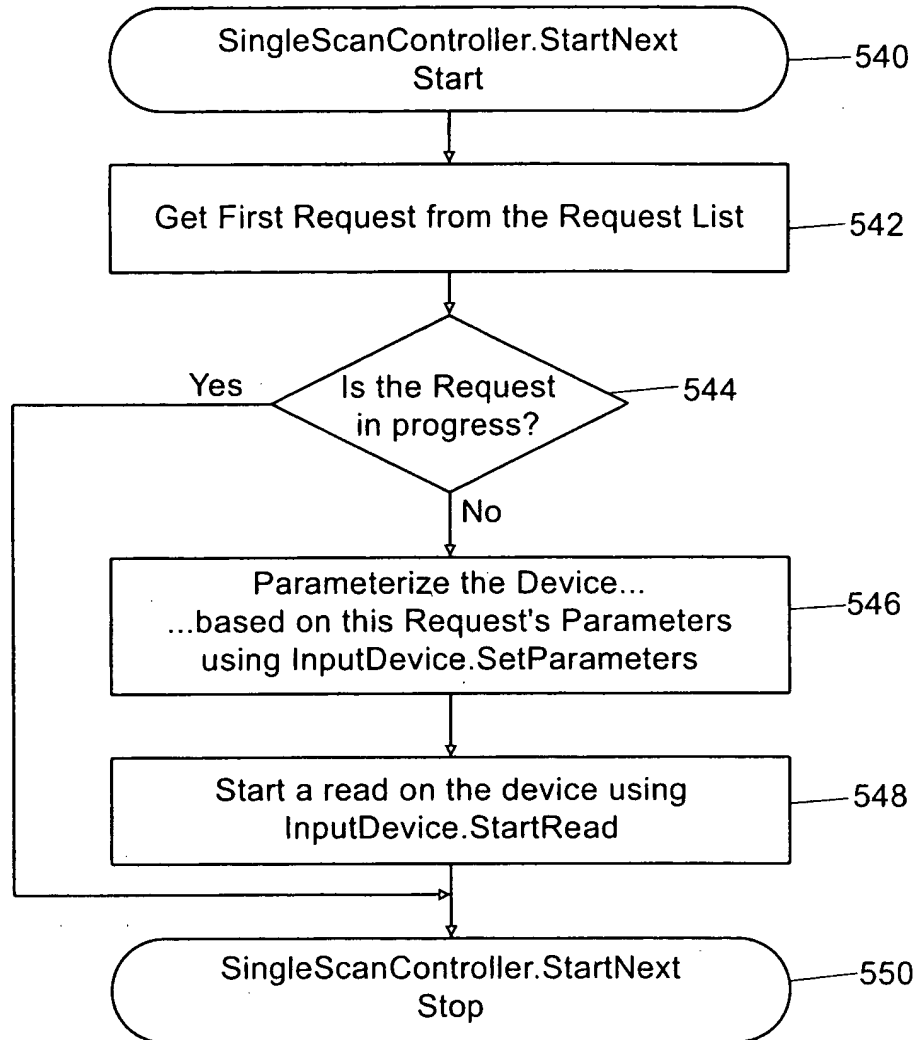 SingleScanController.StartNext
Start
540
Get First Request from the Request List
542
Yes
Is the Request
in progress?
544
No
Parameterize the Device...
...based on this Request's Parameters
using InputDevice.SetParameters
546
Start a read on the device using
InputDevice.StartRead
548
SingleScanController.StartNext
Stop
550